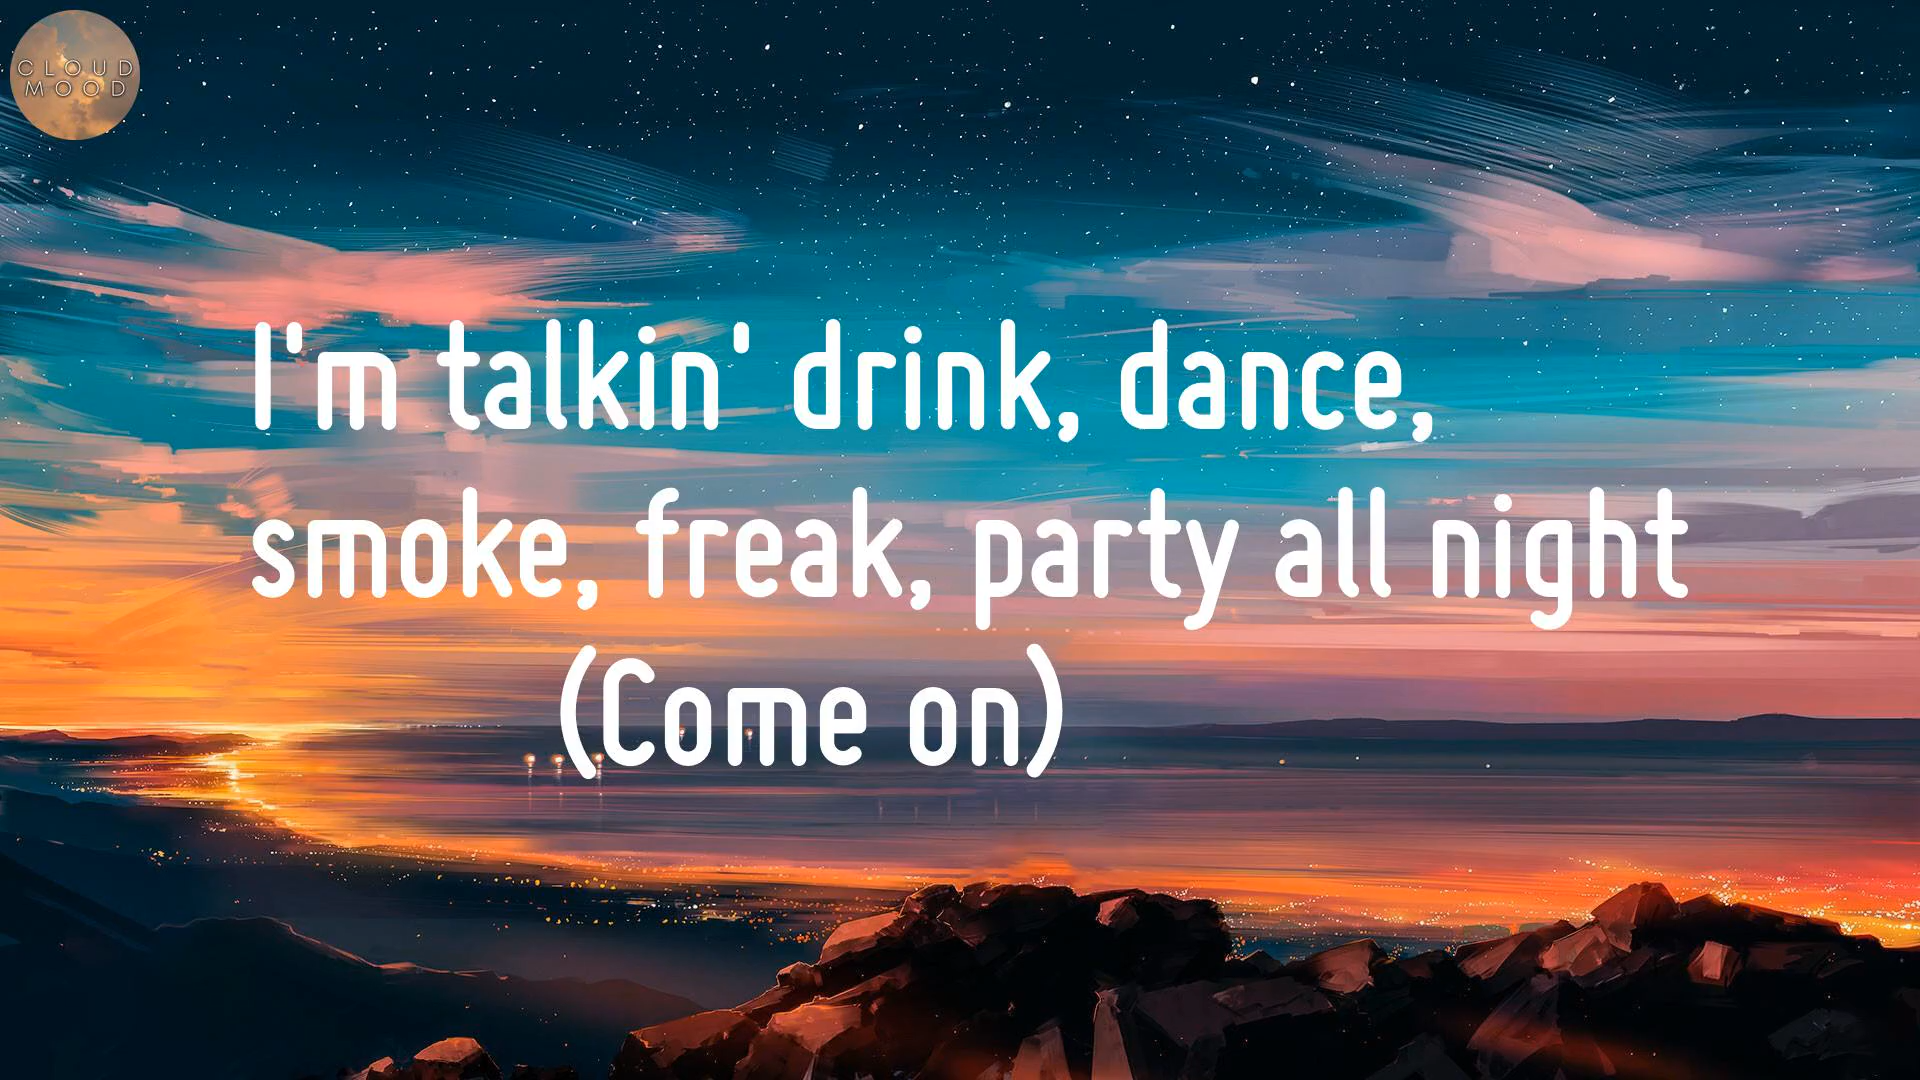 CLOUD
MOOD
I'm talkin' drink, dance,
smoke, freak, party all night
(Come on)